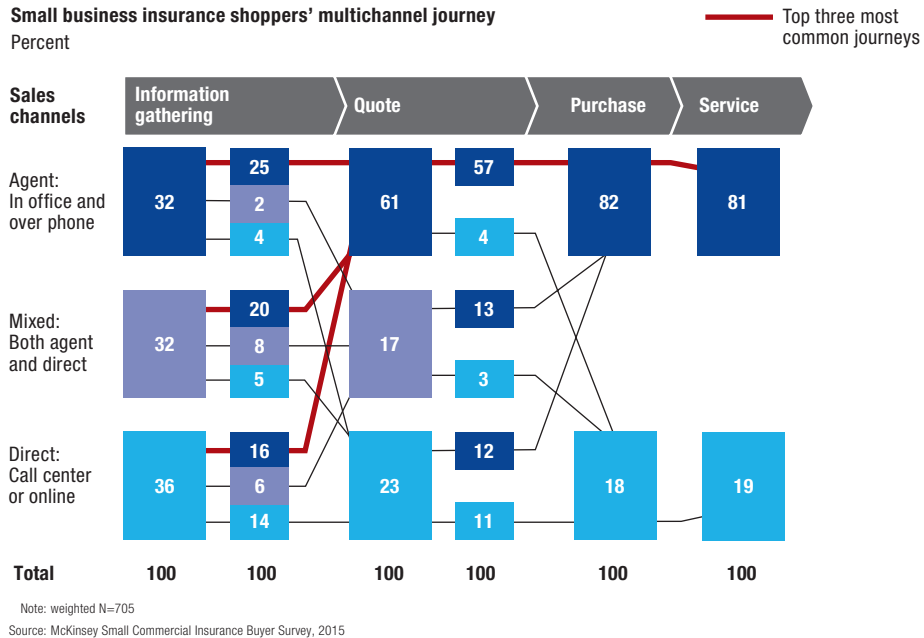 Small business insurance shoppers’ multichannel journey
Percent
Top three most
common journeys
Sales
channels
Information
gathering
Quote
Purchase
Service
Agent:
In office and
over phone
32
25
2
4
61
57
4
82
81
Mixed:
Both agent
and direct
32
20
8
5
17
13
3
Direct:
Call center
or online
36
16
6
14
23
12
11
18
19
Total
100
100
100
100
100
100
Note: weighted N=705
Source: McKinsey Small Commercial Insurance Buyer Survey, 2015